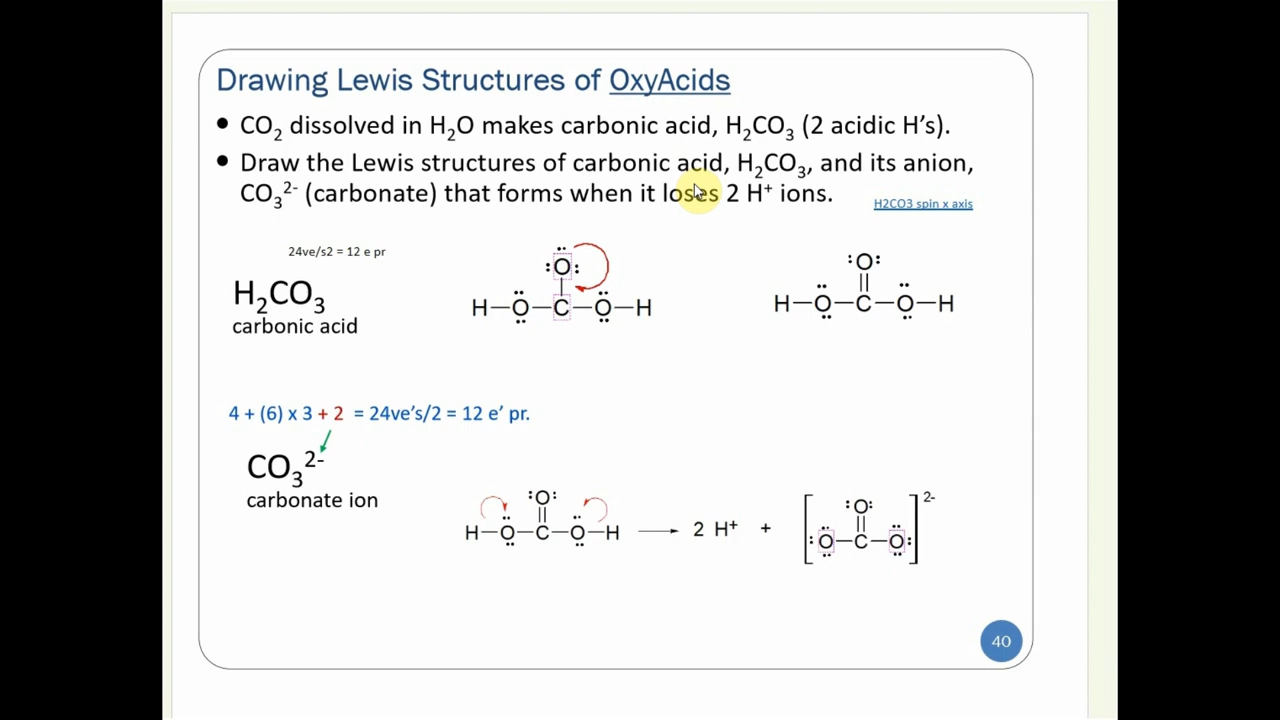 Drawing Lewis Structures of OxyAcids
• CO₂ dissolved in H₂O makes carbonic acid, H₂CO₃ (2 acidic H's).
• Draw the Lewis structures of carbonic acid, H₂CO₃, and its anion,
CO₃²⁻ (carbonate) that forms when it loses 2 H⁺ ions.
H2CO3 spin x axis
24ve/s2 = 12 e pr
H₂CO₃
carbonic acid
:O:
H–O–C–O–H
:O:
H–O–C–O–H
4 + (6) x 3 + 2 = 24ve's/2 = 12 e' pr.
CO₃²⁻
carbonate ion
:O:
H–O–C–O–H
2 H⁺ +
:O:
[:O–C–O:] 2-
40